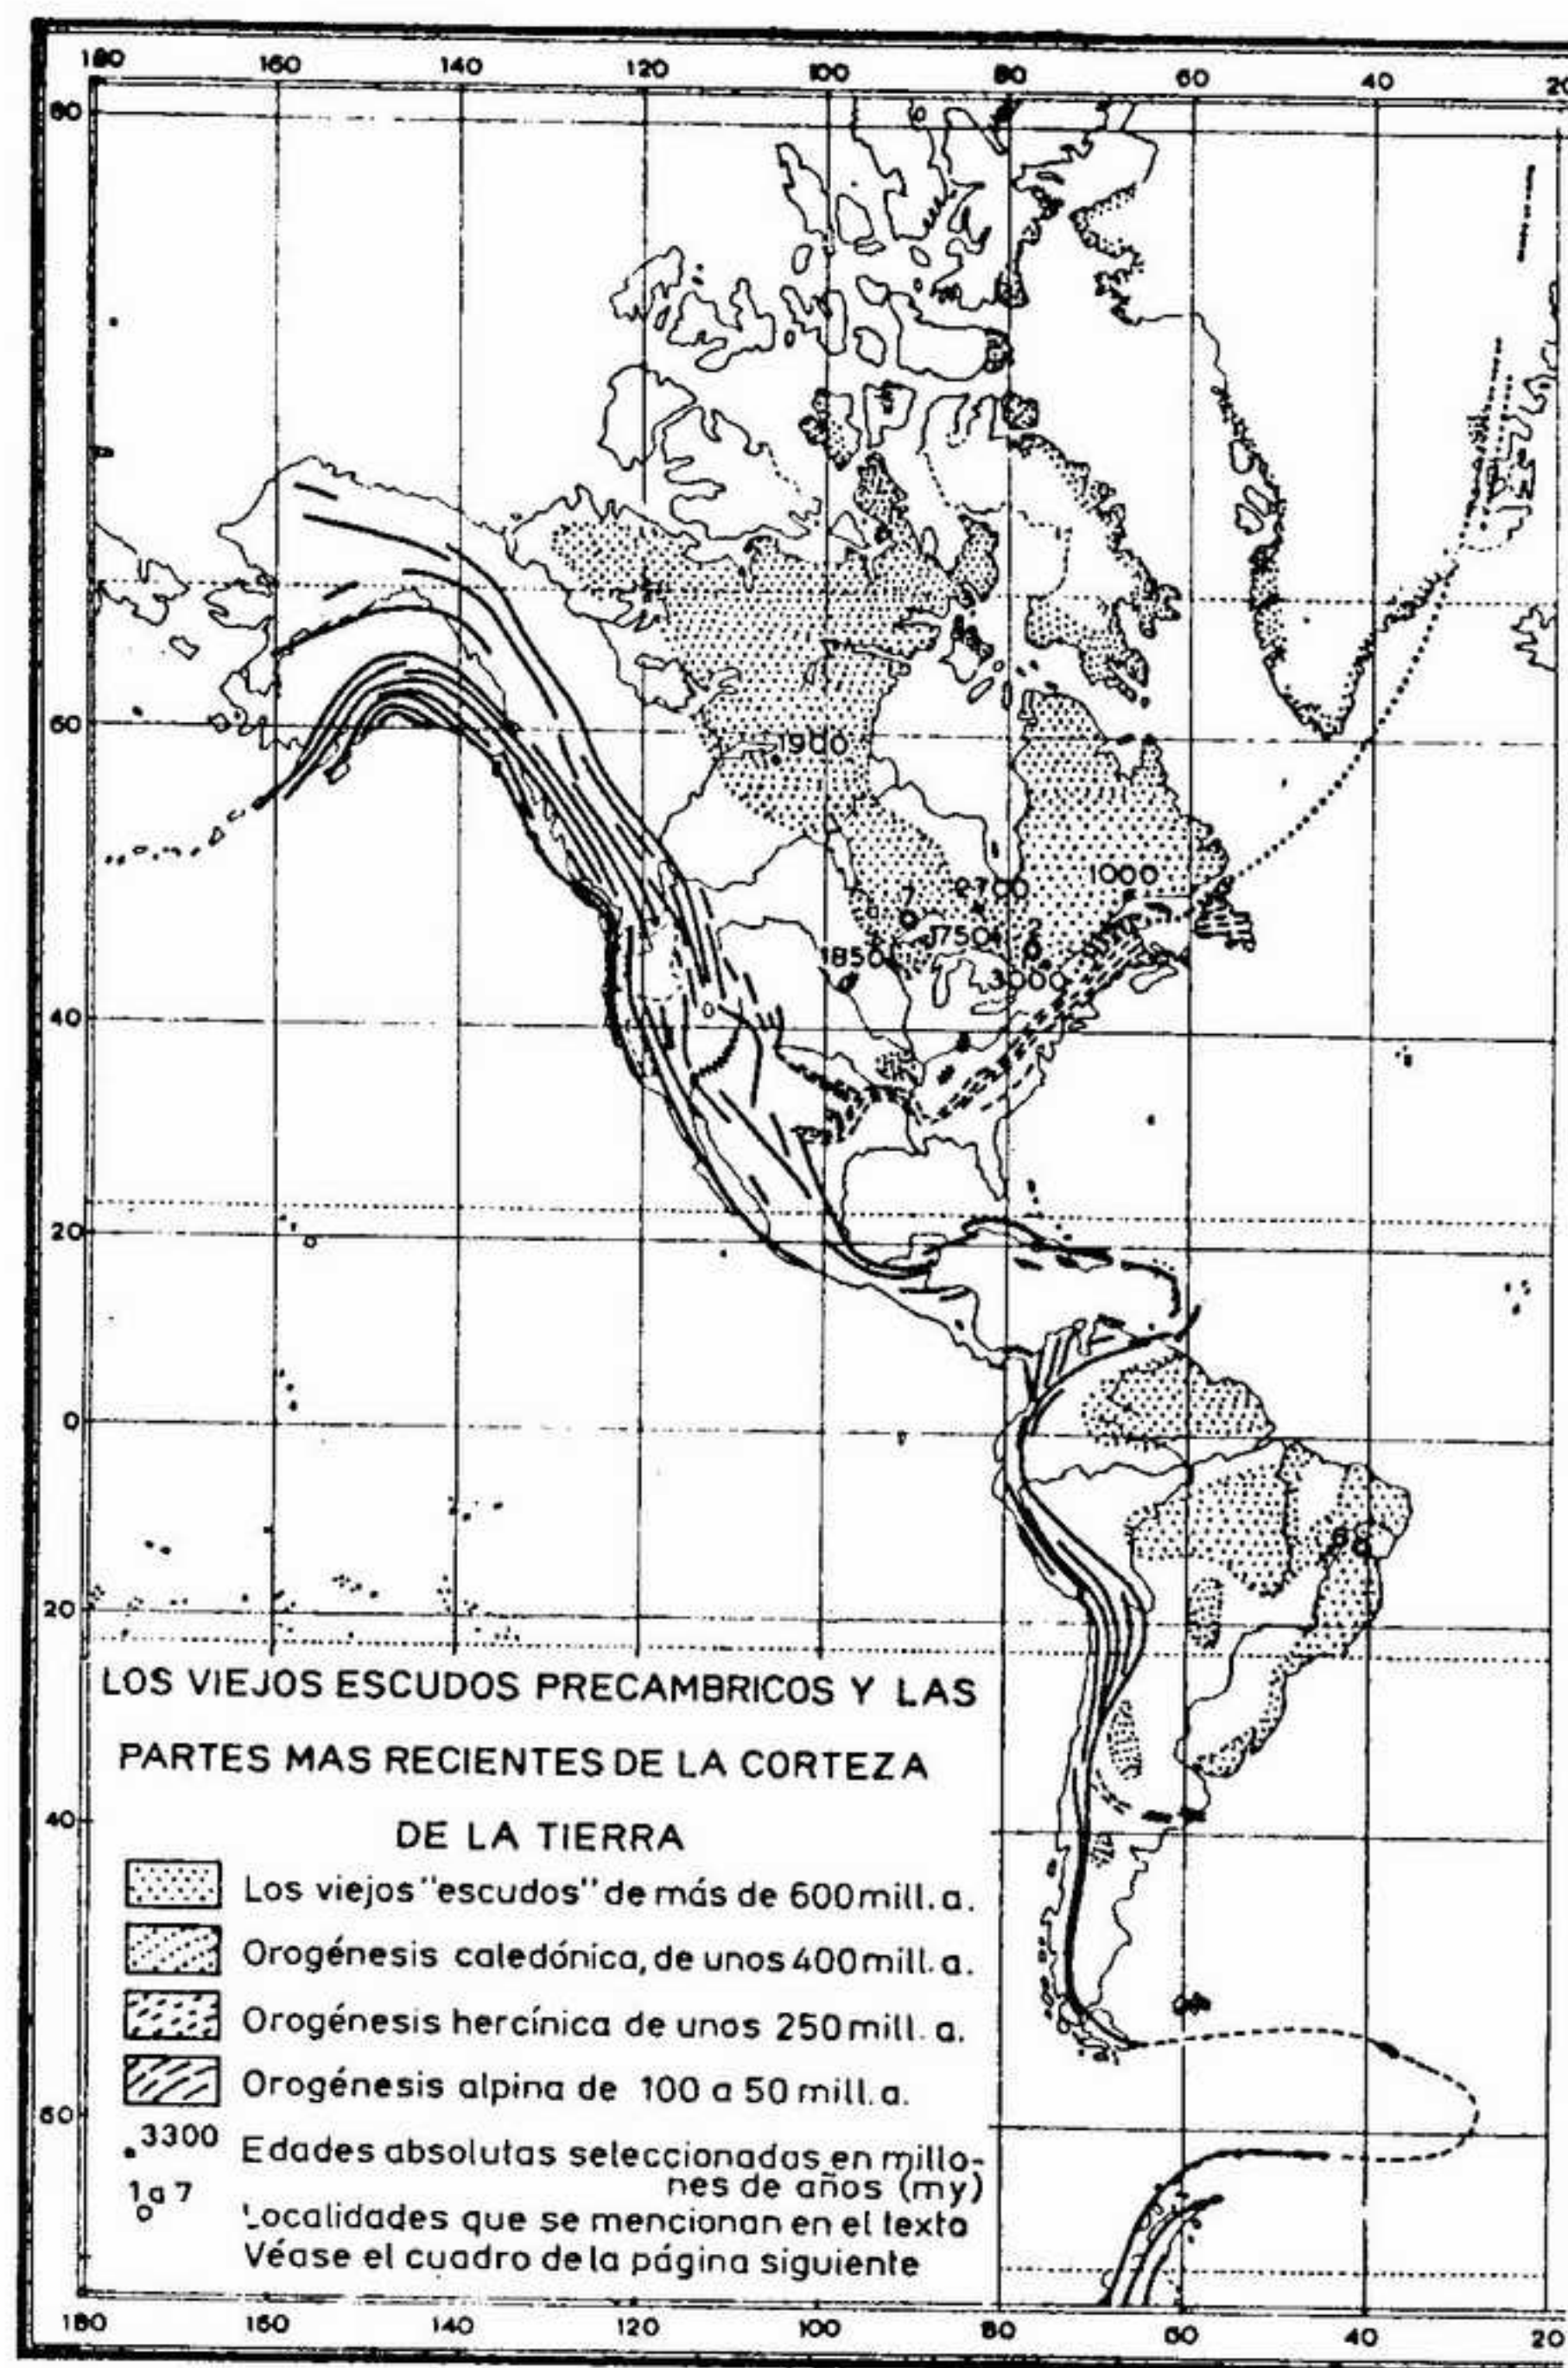 180 160 140 120 100 80 60 40 20
80
60
1900
2700
1000
7
1750
2
1850
3000
40
20
0
6
20
LOS VIEJOS ESCUDOS PRECAMBRICOS Y LAS
PARTES MAS RECIENTES DE LA CORTEZA
DE LA TIERRA
40
Los viejos "escudos" de más de 600 mill. a.
Orogénesis caledónica, de unos 400 mill. a.
Orogénesis hercínica de unos 250 mill. a.
Orogénesis alpina de 100 a 50 mill. a.
60
3300 Edades absolutas seleccionadas en millo-
nes de años (my)
1 a 7 Localidades que se mencionan en el texto
Véase el cuadro de la página siguiente
180 160 140 120 100 80 60 40 20